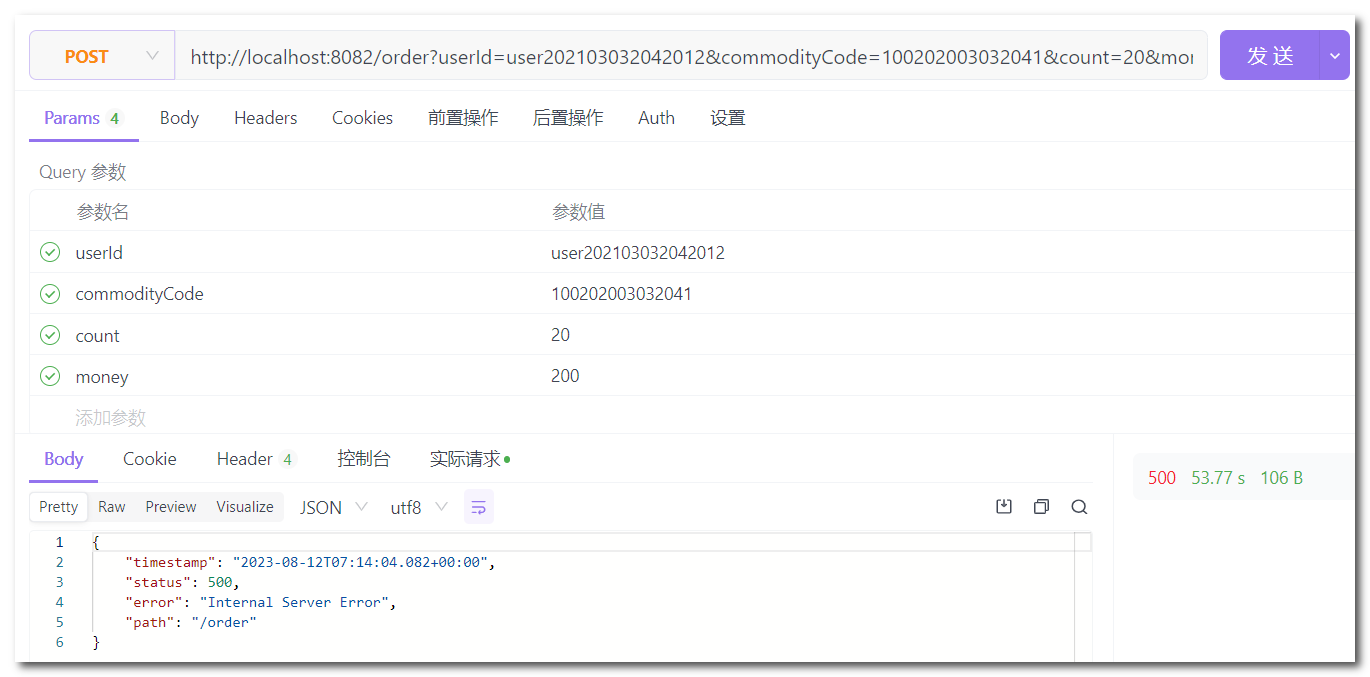 POST http://localhost:8082/order?userId=user202103032042012&commodityCode=100202003032041&count=20&mor 发 送
Params 4 Body Headers Cookies 前置操作 后置操作 Auth 设置
Query 参数
参数名 参数值
userId user202103032042012
commodityCode 100202003032041
count 20
money 200
添加参数
Body Cookie Header 4 控制台 实际请求
500 53.77 s 106 B
Pretty Raw Preview Visualize JSON utf8
1 {
2 "timestamp": "2023-08-12T07:14:04.082+00:00",
3 "status": 500,
4 "error": "Internal Server Error",
5 "path": "/order"
6 }